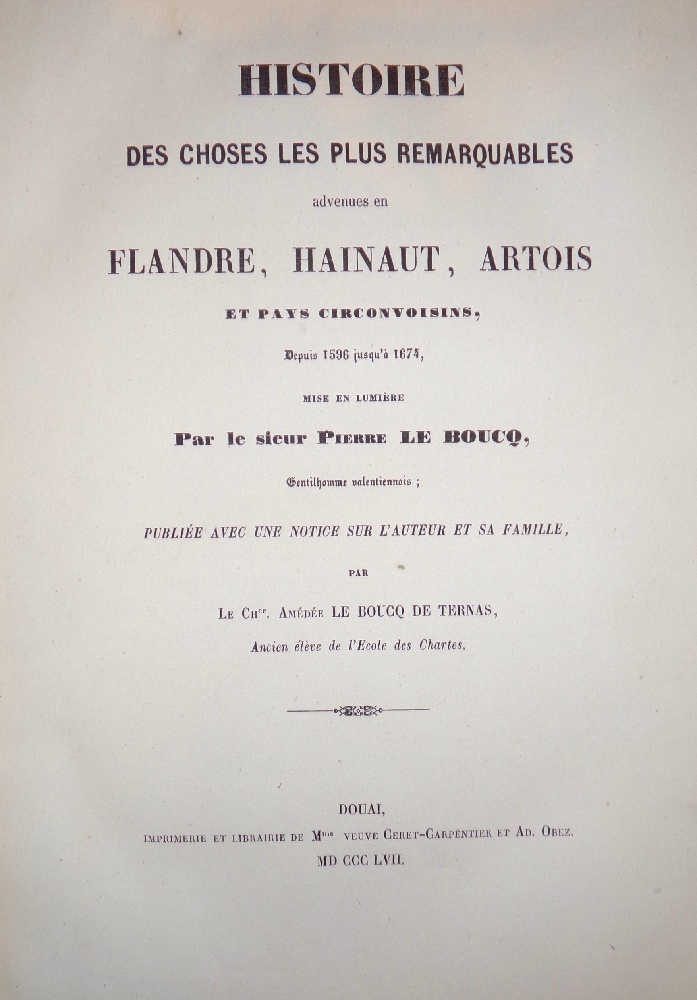 HISTOIRE
DES CHOSES LES PLUS REMARQUABLES
advenues en
FLANDRE, HAINAUT, ARTOIS
ET PAYS CIRCONVOISINS,
Depuis 1596 jusqu'à 1674,
MISE EN LUMIÈRE
Par le sieur PIERRE LE BOUCQ,
Gentilhomme valentiennois ;
PUBLIÉE AVEC UNE NOTICE SUR L'AUTEUR ET SA FAMILLE,
PAR
LE CHer. AMÉDÉE LE BOUCQ DE TERNAS,
Ancien élève de l'Ecole des Chartes.
DOUAI,
IMPRIMERIE ET LIBRAIRIE DE Mme VEUVE CERET-CARPENTIER ET AD. OBEZ.
MD CCC LVII.